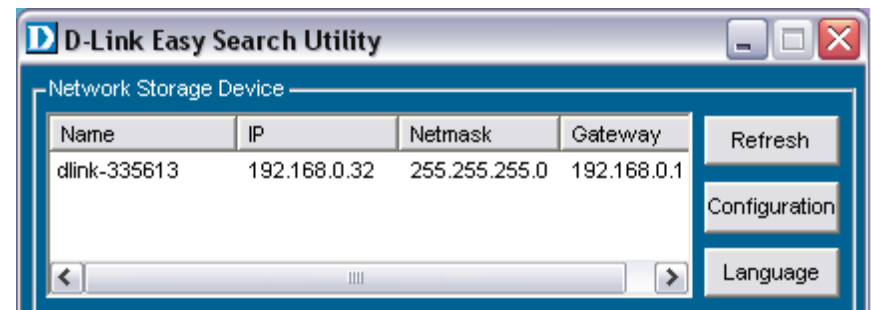 D D-Link Easy Search Utility
Network Storage Device
Name IP Netmask Gateway
dlink-335613 192.168.0.32 255.255.255.0 192.168.0.1
Refresh
Configuration
Language